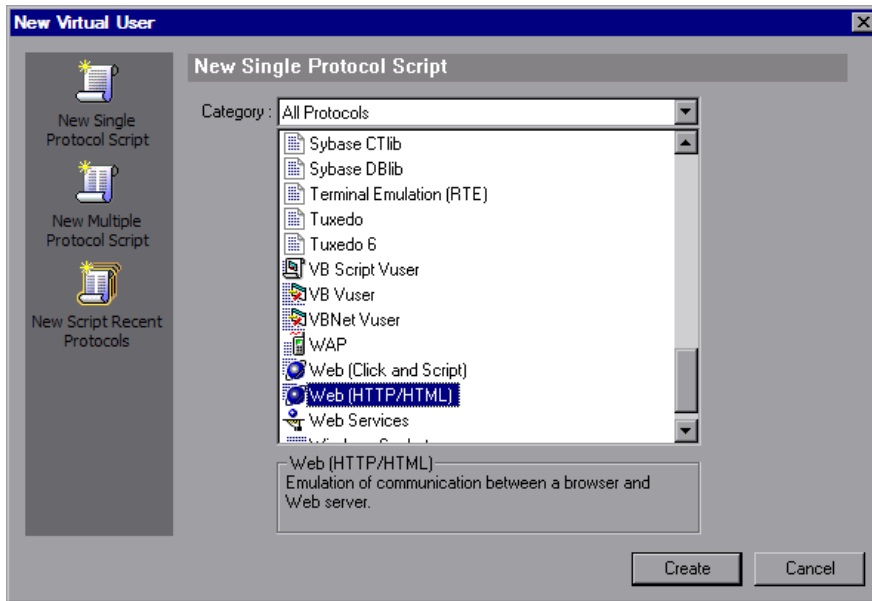 New Virtual User
New Single Protocol Script
New Single
Protocol Script
New Multiple
Protocol Script
New Script Recent
Protocols
Category : All Protocols
Sybase CTlib
Sybase DBlib
Terminal Emulation (RTE)
Tuxedo
Tuxedo 6
VB Script Vuser
VB Vuser
VBNet Vuser
WAP
Web (Click and Script)
Web (HTTP/HTML)
Web Services
Web (HTTP/HTML)
Emulation of communication between a browser and
Web server.
Create Cancel